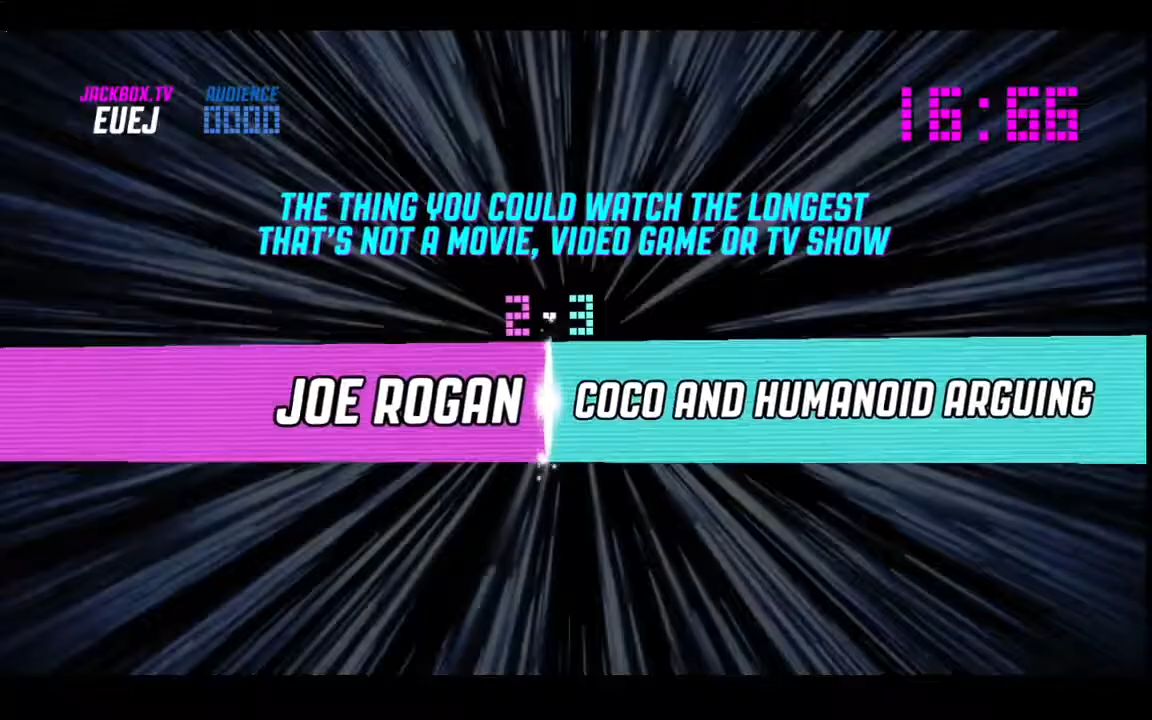 JACKBOX.TV
EUEJ
AUDIENCE
0000
16:66
THE THING YOU COULD WATCH THE LONGEST
THAT'S NOT A MOVIE, VIDEO GAME OR TV SHOW
2-3
JOE ROGAN
COCO AND HUMANOID ARGUING